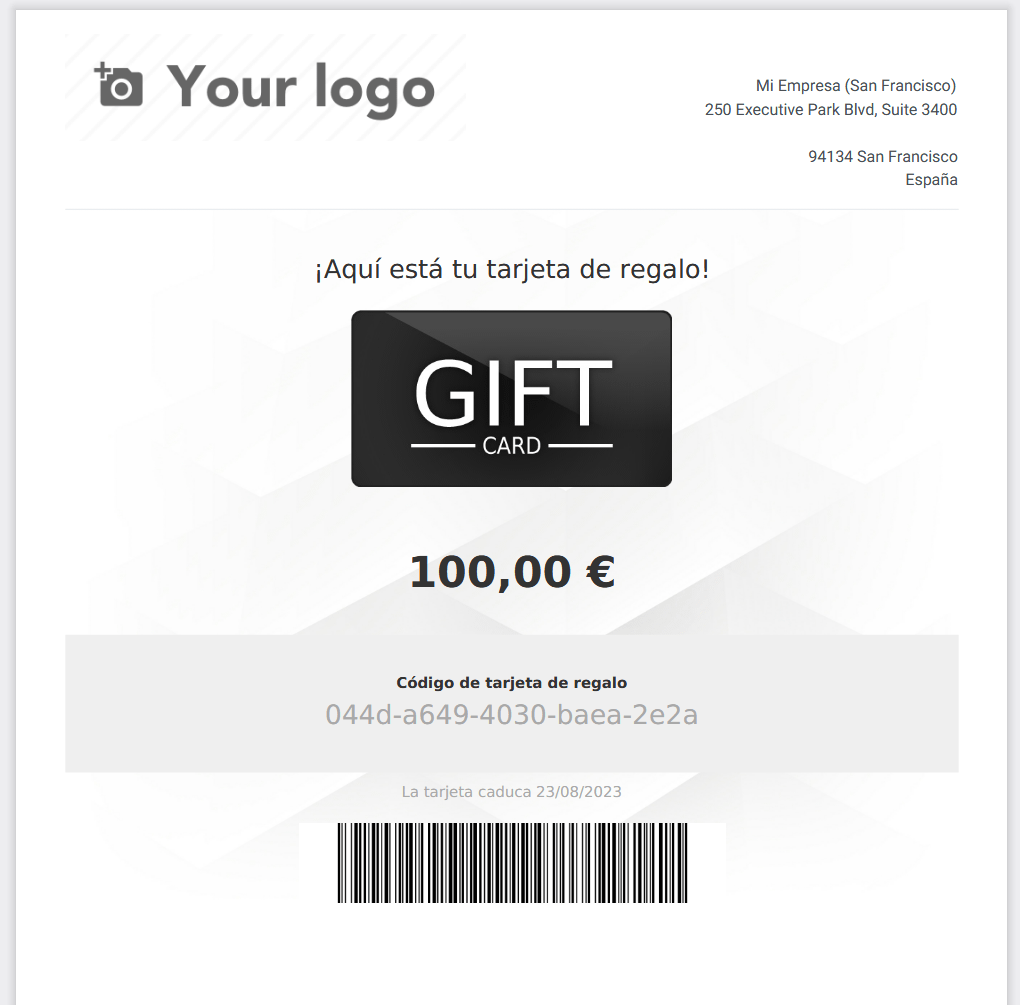 Your logo
Mi Empresa (San Francisco)
250 Executive Park Blvd, Suite 3400
94134 San Francisco
España
¡Aquí está tu tarjeta de regalo!
GIFT
CARD
100,00 €
Código de tarjeta de regalo
044d-a649-4030-baea-2e2a
La tarjeta caduca 23/08/2023